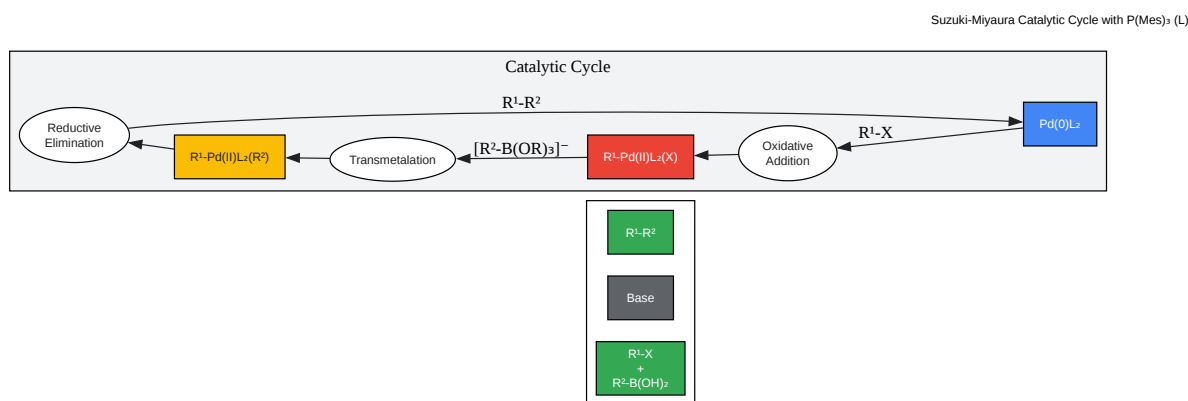 Suzuki-Miyaura Catalytic Cycle with P(Mes)₃ (L)
Catalytic Cycle
R¹-R²
Reductive
Elimination
R¹-Pd(II)L₂(R²)
Transmetalation
[R²-B(OR)₃]⁻
R¹-Pd(II)L₂(X)
Oxidative
Addition
R¹-X
Pd(0)L₂
R¹-R²
Base
R¹-X
+
R²-B(OH)₂